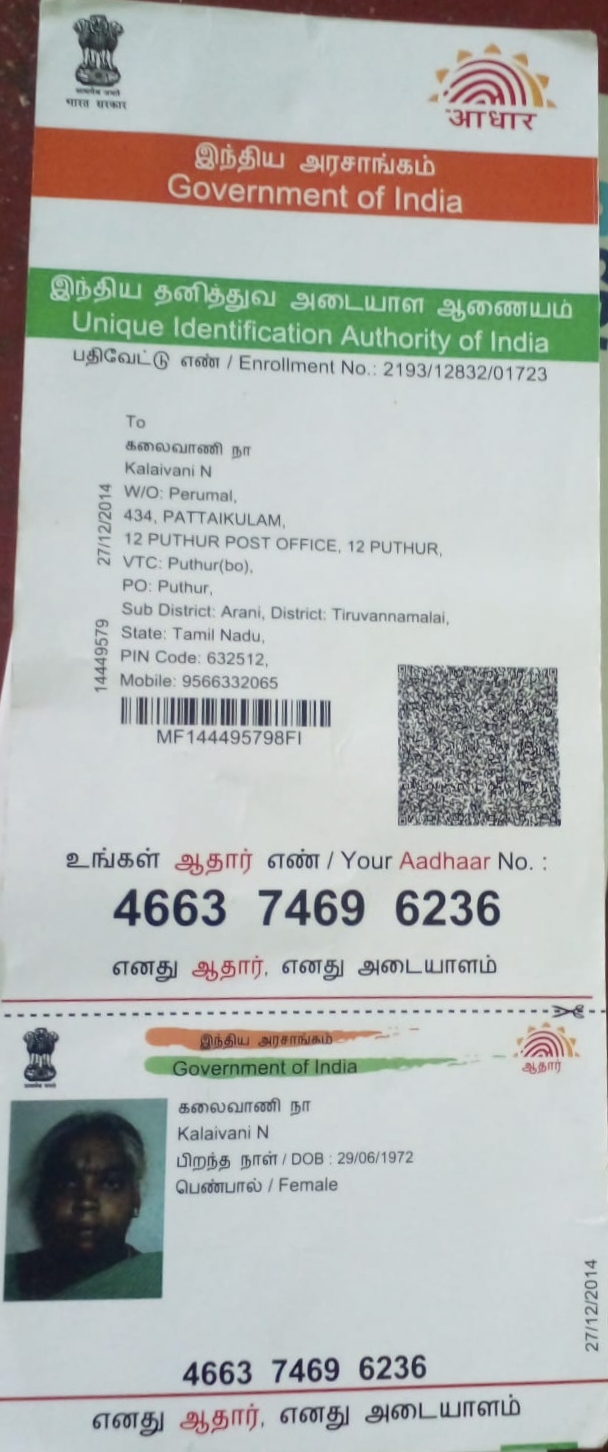 भारत सरकार
आधार
இந்திய அரசாங்கம்
Government of India
இந்திய தனித்துவ அடையாள ஆணையம்
Unique Identification Authority of India
பதிவேட்டு எண் / Enrollment No.: 2193/12832/01723
To
கலைவாணி நா
Kalaivani N
W/O: Perumal,
434, PATTAIKULAM,
12 PUTHUR POST OFFICE, 12 PUTHUR,
VTC: Puthur(bo),
PO: Puthur,
Sub District: Arani, District: Tiruvannamalai,
State: Tamil Nadu,
PIN Code: 632512,
Mobile: 9566332065
27/12/2014
14449579
MF144495798FI
உங்கள் ஆதார் எண் / Your Aadhaar No. :
4663 7469 6236
எனது ஆதார், எனது அடையாளம்
இந்திய அரசாங்கம்
Government of India
ஆதார்
கலைவாணி நா
Kalaivani N
பிறந்த நாள் / DOB : 29/06/1972
பெண்பால் / Female
27/12/2014
4663 7469 6236
எனது ஆதார், எனது அடையாளம்